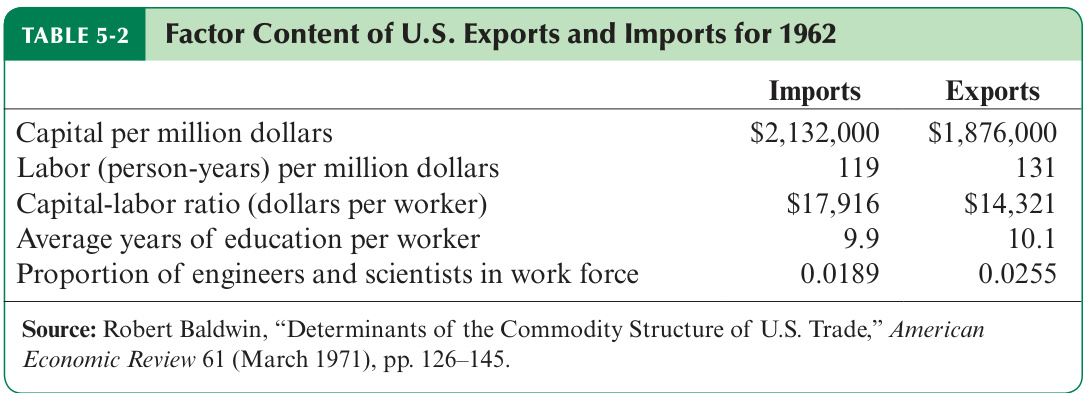 TABLE 5-2 Factor Content of U.S. Exports and Imports for 1962
Imports Exports
Capital per million dollars $2,132,000 $1,876,000
Labor (person-years) per million dollars 119 131
Capital-labor ratio (dollars per worker) $17,916 $14,321
Average years of education per worker 9.9 10.1
Proportion of engineers and scientists in work force 0.0189 0.0255
Source: Robert Baldwin, “Determinants of the Commodity Structure of U.S. Trade,” American
Economic Review 61 (March 1971), pp. 126–145.